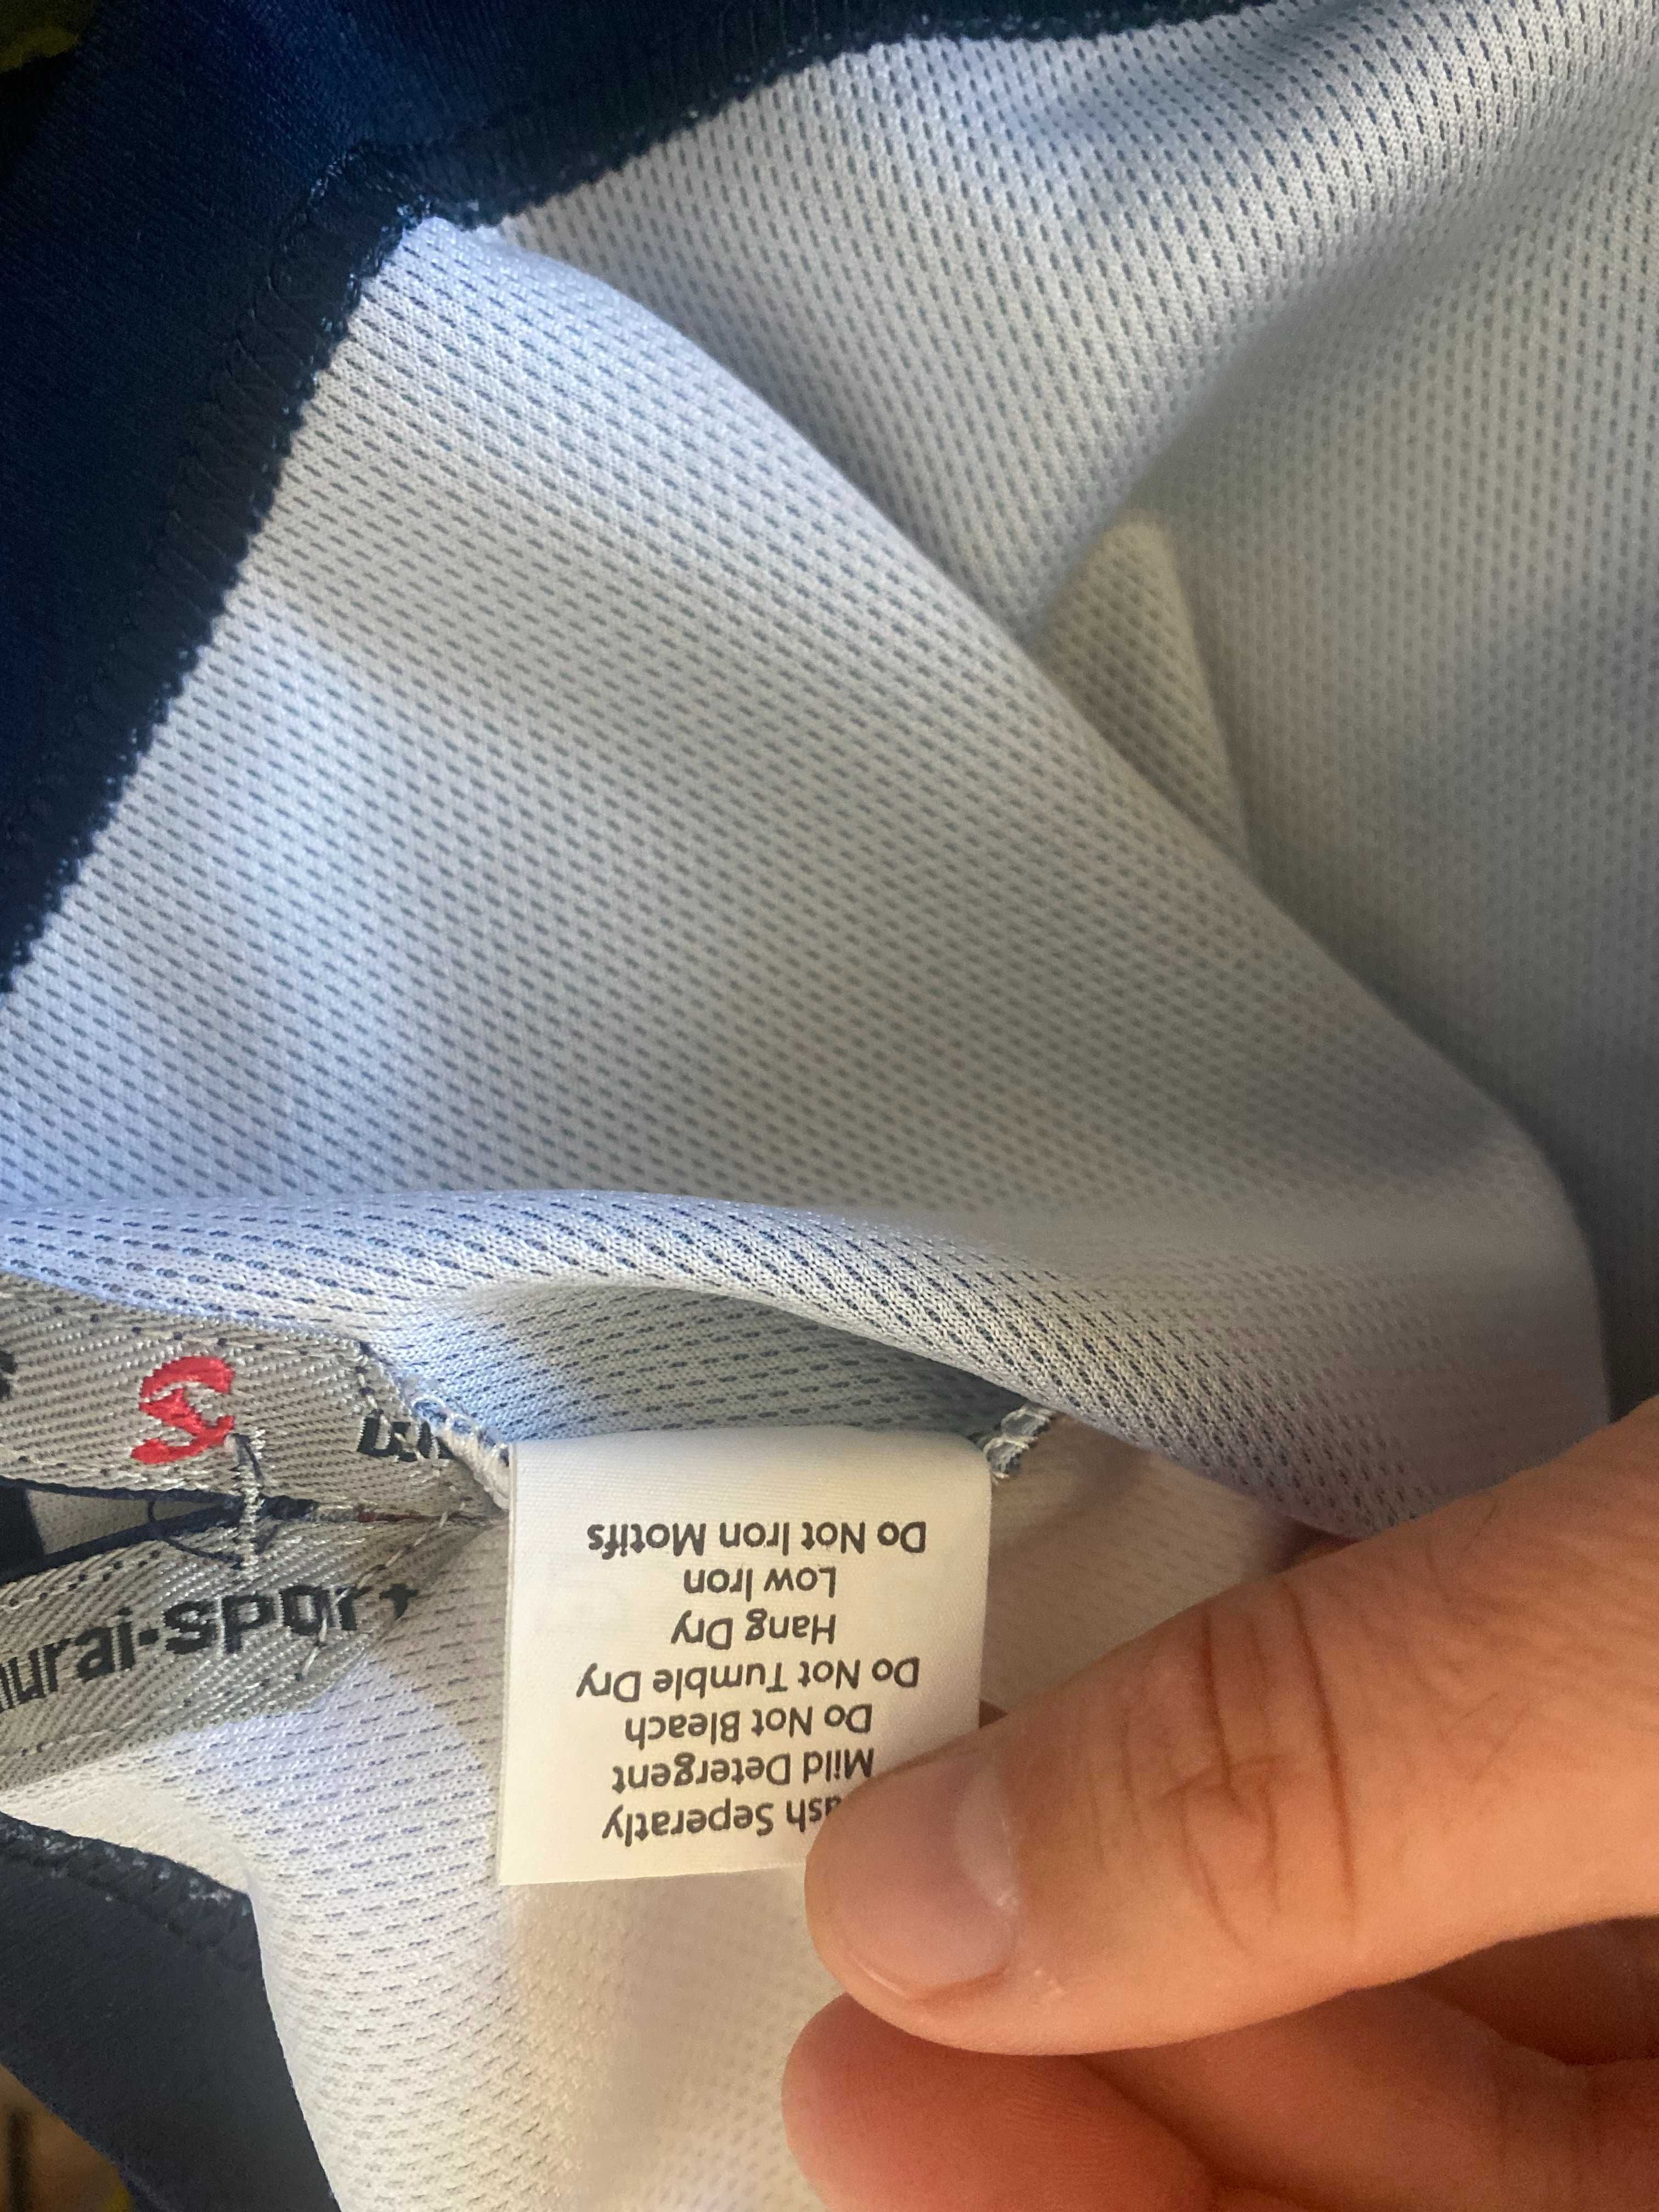 ash Seperatly
Mild Detergent
Do Not Bleach
Do Not Tumble Dry
Hang Dry
Low Iron
Do Not Iron Motifs
urai-sport